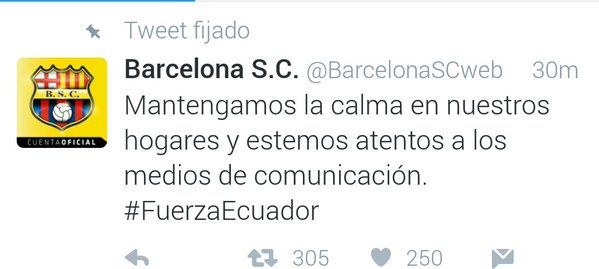 Tweet fijado
Barcelona S.C. @BarcelonaSCweb 30m
B. S. C.
CUENTAOFICIAL
Mantengamos la calma en nuestros
hogares y estemos atentos a los
medios de comunicación.
#FuerzaEcuador
305 250